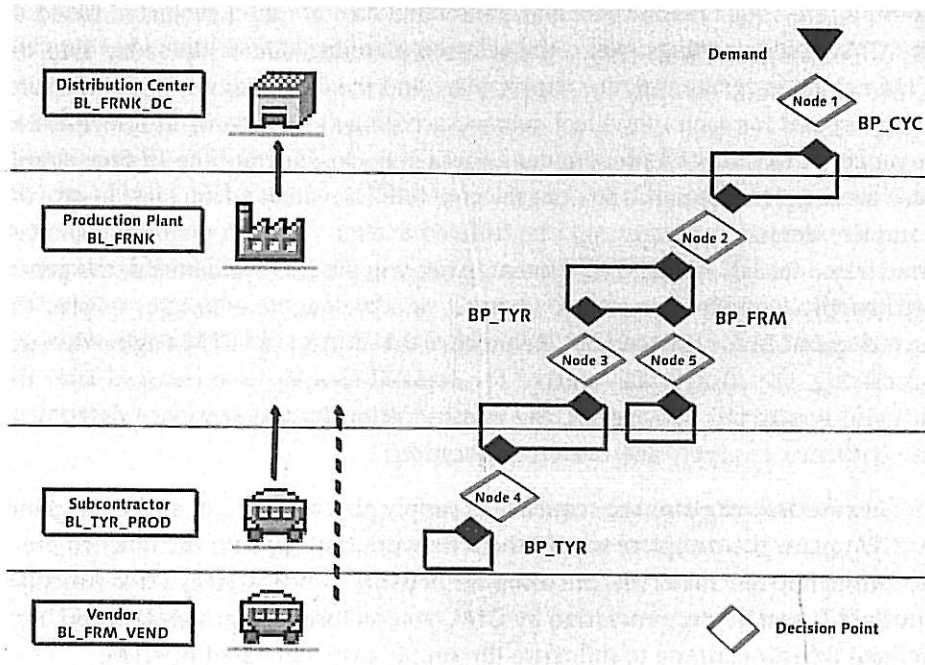 Demand
Distribution Center
BL_FRNK_DC
Node 1
BP_CYC
Production Plant
BL_FRNK
Node 2
BP_TYR
BP_FRM
Node 3
Node 5
Subcontractor
BL_TYR_PROD
Node 4
BP_TYR
Vendor
BL_FRM_VEND
Decision Point